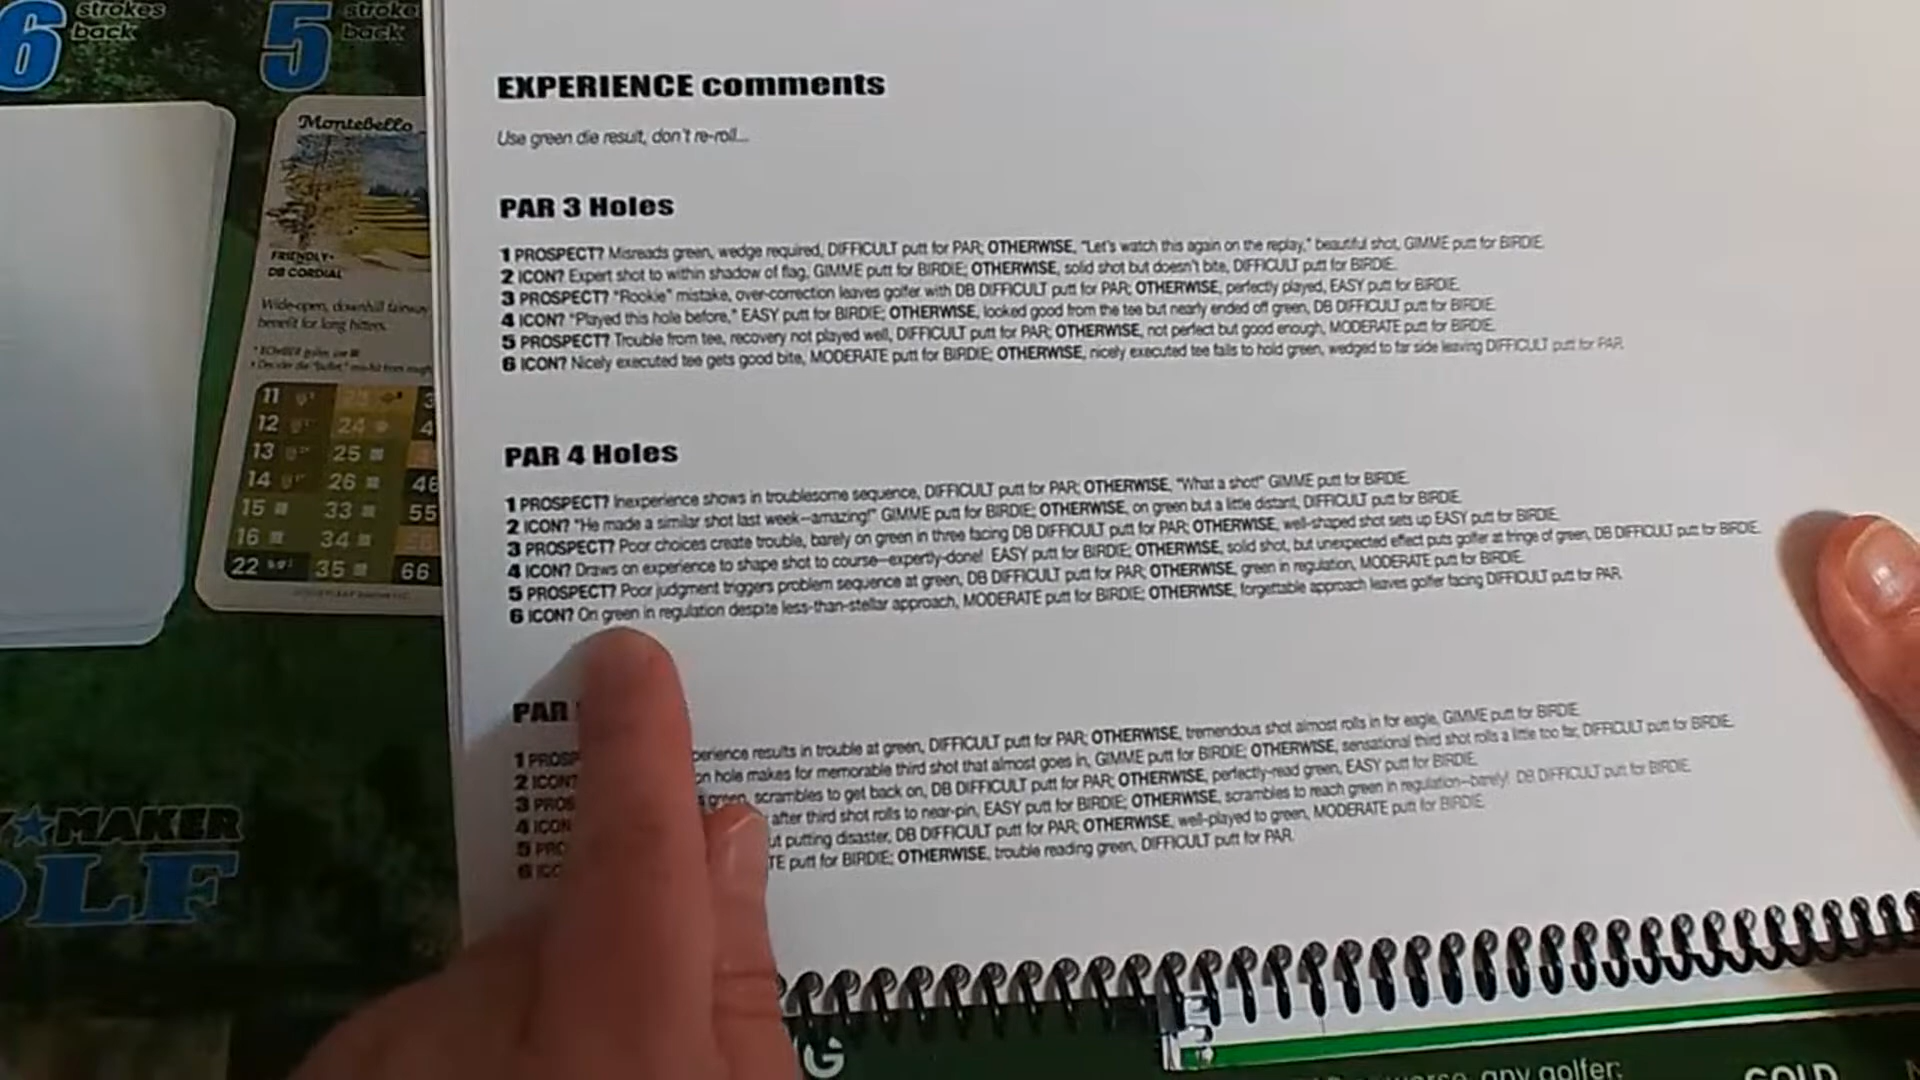 6 strokes back
5 stroke back
Montebello
FRIENDLY•
DB CORDIAL
Wide-open, downhill fairway
benefit for long hitters.
11
12 24 4
13 25
14 26 46
15 33 55
16 34
22 35 66
MAKER
OLF
EXPERIENCE comments
Use green die result, don't re-roll...
PAR 3 Holes
1 PROSPECT? Misreads green, wedge required, DIFFICULT putt for PAR; OTHERWISE, "Let's watch this again on the replay," beautiful shot, GIMME putt for BIRDIE.
2 ICON? Expert shot to within shadow of flag, GIMME putt for BIRDIE; OTHERWISE, solid shot but doesn't bite, DIFFICULT putt for BIRDIE.
3 PROSPECT? "Rookie" mistake, over-correction leaves golfer with DB DIFFICULT putt for PAR; OTHERWISE, perfectly played, EASY putt for BIRDIE.
4 ICON? "Played this hole before," EASY putt for BIRDIE; OTHERWISE, looked good from the tee but nearly ended off green, DB DIFFICULT putt for BIRDIE.
5 PROSPECT? Trouble from tee, recovery not played well, DIFFICULT putt for PAR; OTHERWISE, not perfect but good enough, MODERATE putt for BIRDIE.
6 ICON? Nicely executed tee gets good bite, MODERATE putt for BIRDIE; OTHERWISE, nicely executed tee fails to hold green, wedged to far side leaving DIFFICULT putt for PAR.
PAR 4 Holes
1 PROSPECT? Inexperience shows in troublesome sequence, DIFFICULT putt for PAR; OTHERWISE, "What a shot!" GIMME putt for BIRDIE.
2 ICON? "He made a similar shot last week—amazing!" GIMME putt for BIRDIE; OTHERWISE, on green but a little distant, DIFFICULT putt for BIRDIE.
3 PROSPECT? Poor choices create trouble, barely on green in three facing DB DIFFICULT putt for PAR; OTHERWISE, well-shaped shot sets up EASY putt for BIRDIE.
4 ICON? Draws on experience to shape shot to course—expertly-done! EASY putt for BIRDIE; OTHERWISE, solid shot, but unexpected effect puts golfer at fringe of green, DB DIFFICULT putt for BIRDIE.
5 PROSPECT? Poor judgment triggers problem sequence at green, DB DIFFICULT putt for PAR; OTHERWISE, green in regulation, MODERATE putt for BIRDIE.
6 ICON? On green in regulation despite less-than-stellar approach, MODERATE putt for BIRDIE; OTHERWISE, forgettable approach leaves golfer facing DIFFICULT putt for PAR.
PAR
1 PROSP perience results in trouble at green, DIFFICULT putt for PAR; OTHERWISE, tremendous shot almost rolls in for eagle, GIMME putt for BIRDIE.
2 ICON? on hole makes for memorable third shot that almost goes in, GIMME putt for BIRDIE; OTHERWISE, sensational third shot rolls a little too far, DIFFICULT putt for BIRDIE.
3 PROS green, scrambles to get back on, DB DIFFICULT putt for PAR; OTHERWISE, perfectly-read green, EASY putt for BIRDIE.
4 ICON after third shot rolls to near-pin, EASY putt for BIRDIE; OTHERWISE, scrambles to reach green in regulation—barely! DB DIFFICULT putt for BIRDIE.
5 PRO ut putting disaster, DB DIFFICULT putt for PAR; OTHERWISE, well-played to green, MODERATE putt for BIRDIE.
6 ICO TE putt for BIRDIE; OTHERWISE, trouble reading green, DIFFICULT putt for PAR.
G
any golfer:
GOLD